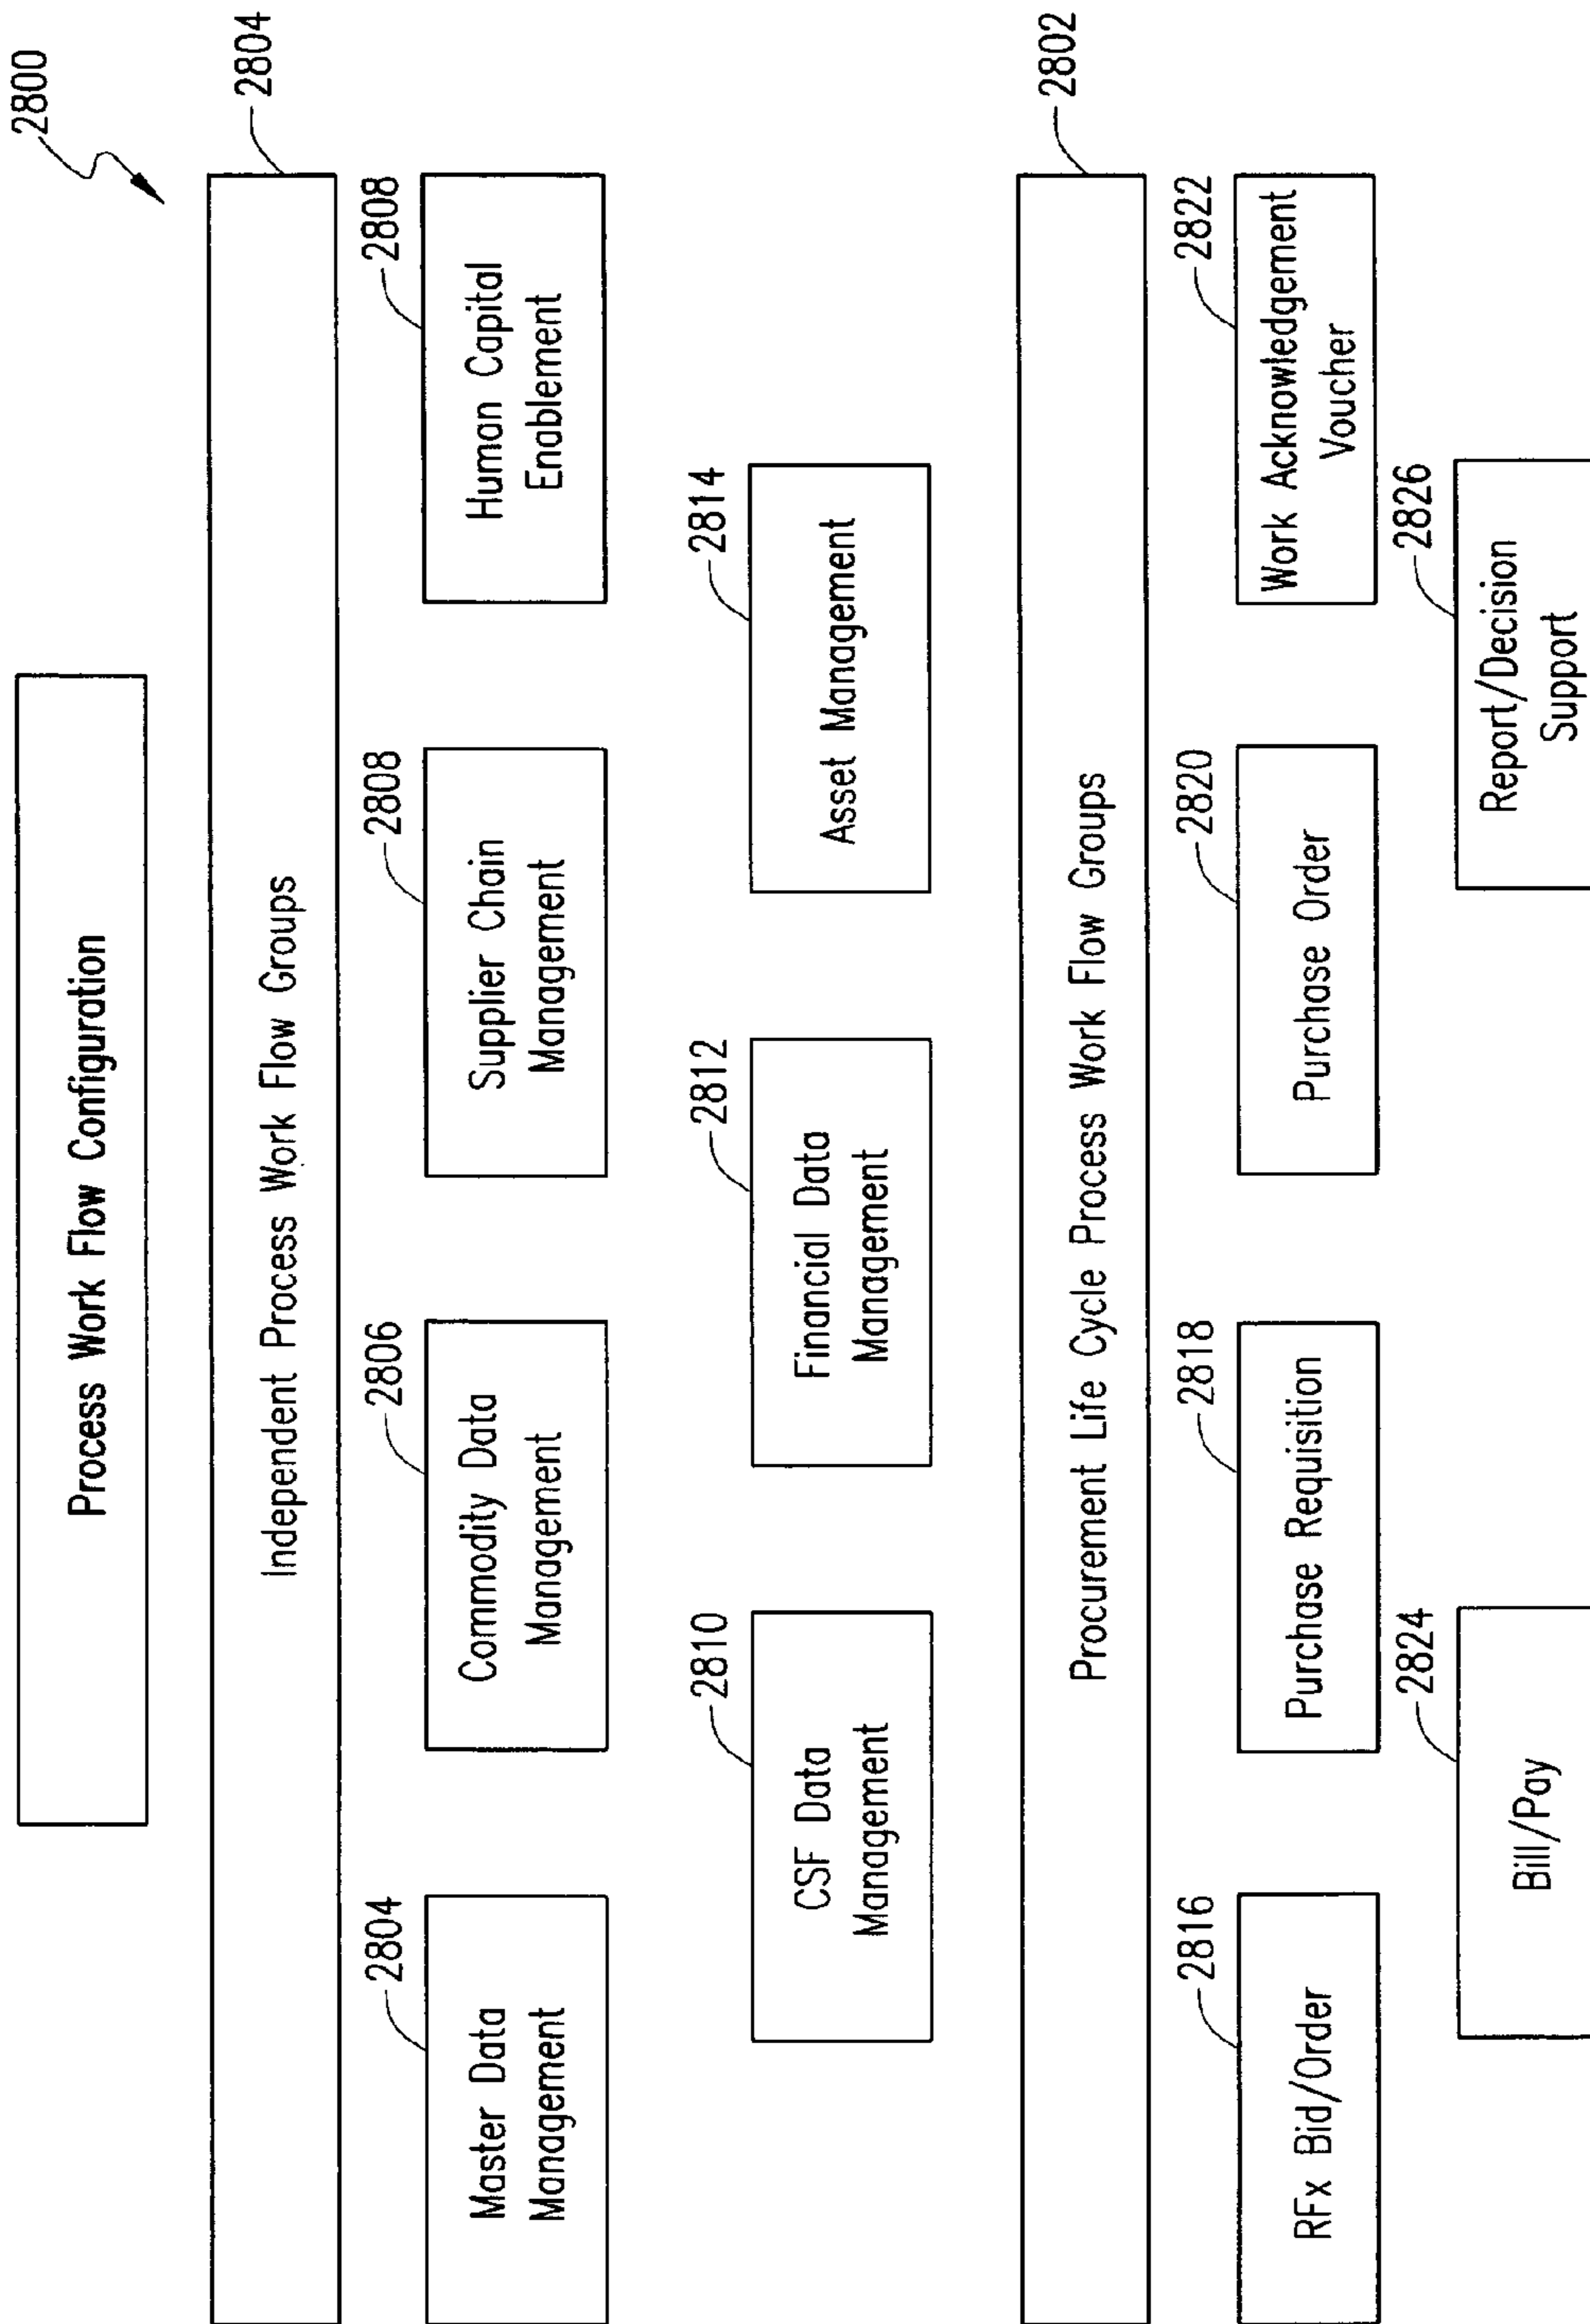 2800
Process Work Flow Configuration
2804
Independent Process Work Flow Groups
2804
Master Data
Management
2806
Commodity Data
Management
2808
Supplier Chain
Management
2808
Human Capital
Enablement
2810
CSF Data
Management
2812
Financial Data
Management
2814
Asset Management
2802
Procurement Life Cycle Process Work Flow Groups
2816
RFx Bid/Order
2818
Purchase Requisition
2820
Purchase Order
2822
Work Acknowledgement
Voucher
2824
Bill/Pay
2826
Report/Decision
Support